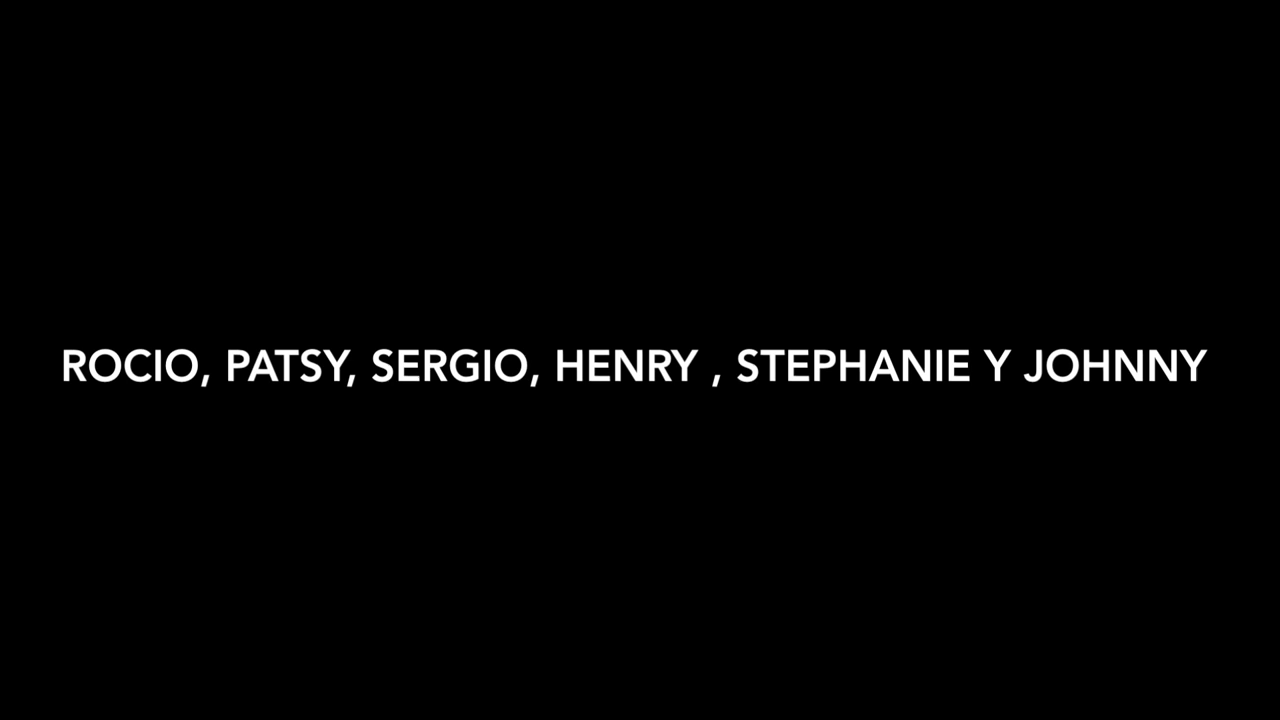 ROCIO, PATSY, SERGIO, HENRY , STEPHANIE Y JOHNNY